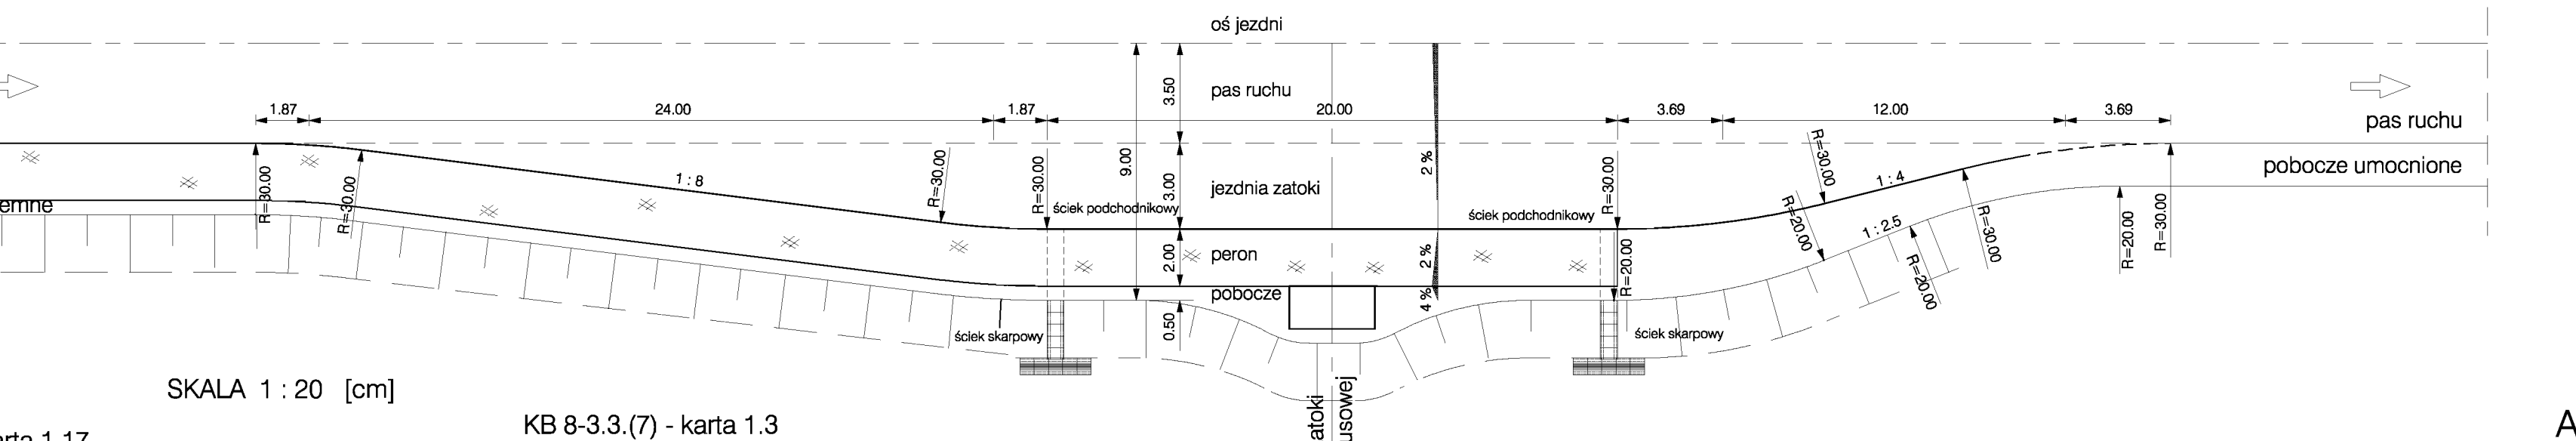 oś jezdni
3.50
pas ruchu
1.87
24.00
1.87
20.00
3.69
12.00
3.69
pas ruchu
pobocze umocnione
emne
R=30.00
R=30.00
1 : 8
R=30.00
R=30.00
ściek podchodnikowy
9.00
3.00
jezdnia zatoki
2 %
ściek podchodnikowy
R=30.00
R=30.00
1 : 4
R=20.00
1 : 2.5
R=20.00
R=30.00
R=20.00
R=30.00
2.00
peron
2 %
R=20.00
pobocze
4 %
0.50
ściek skarpowy
ściek skarpowy
SKALA 1 : 20 [cm]
KB 8-3.3.(7) - karta 1.3
arta 1.17
atoki
usowej
A